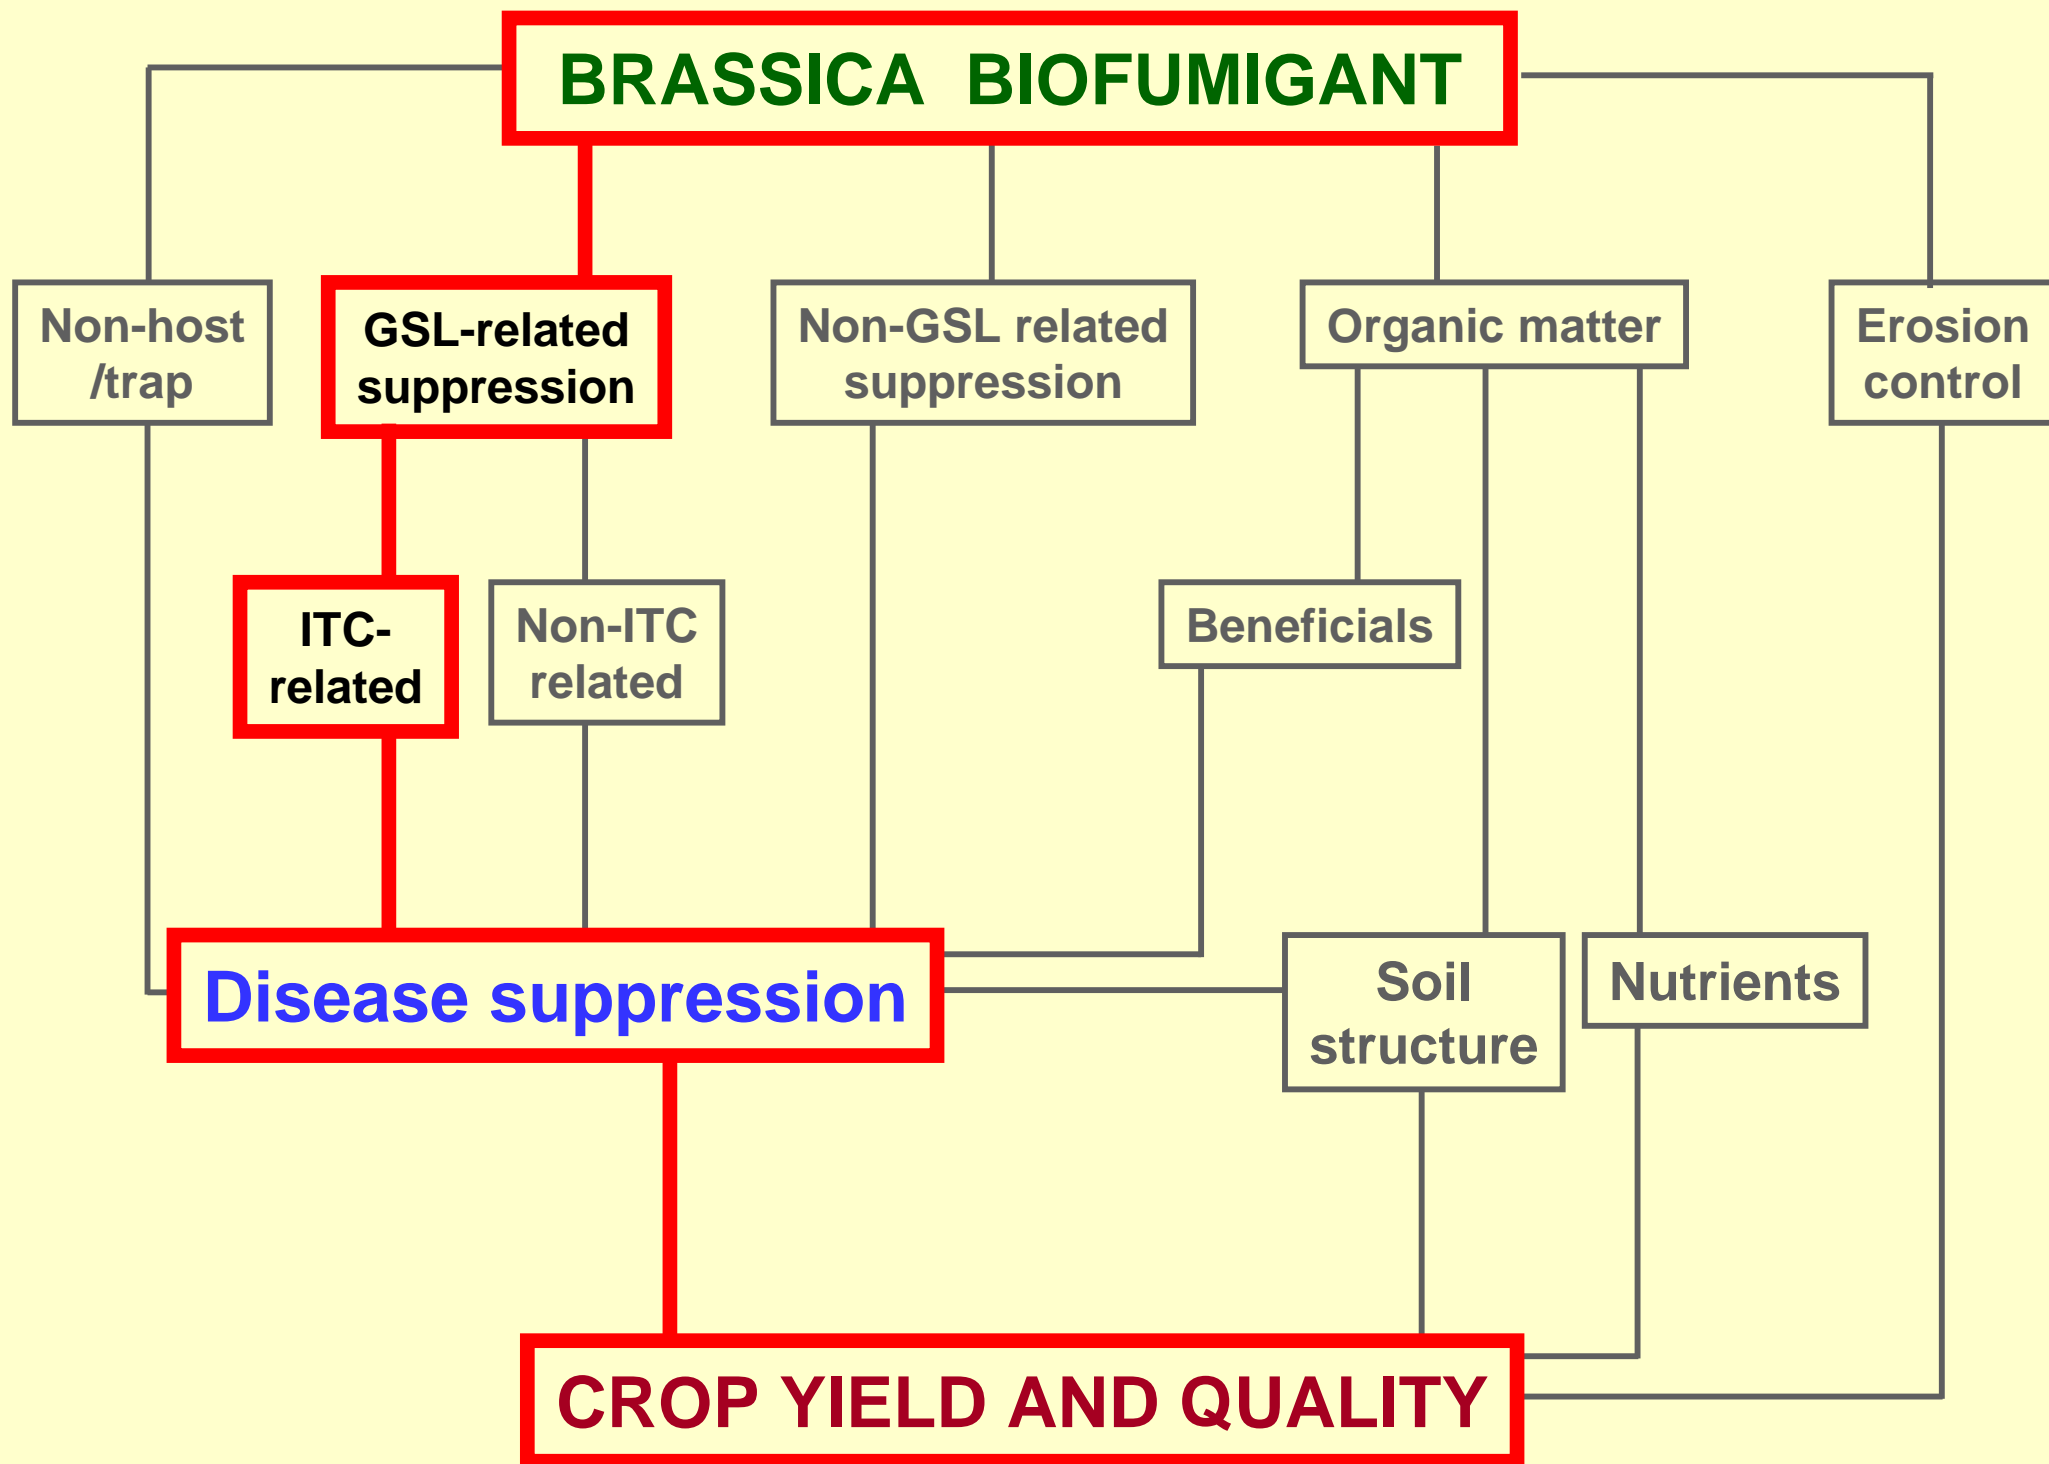 BRASSICA BIOFUMIGANT
Non-host
/trap
GSL-related
suppression
Non-GSL related
suppression
Organic matter
Erosion
control
ITC-
related
Non-ITC
related
Beneficials
Disease suppression
Soil
structure
Nutrients
CROP YIELD AND QUALITY